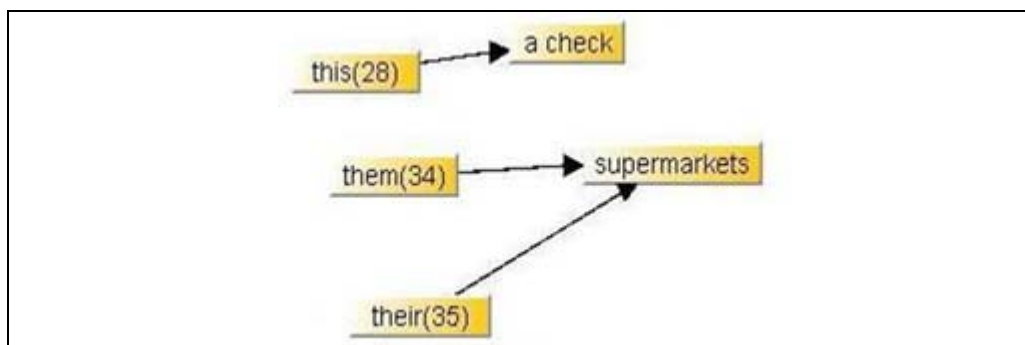 a check
this(28)
supermarkets
them(34)
their(35)